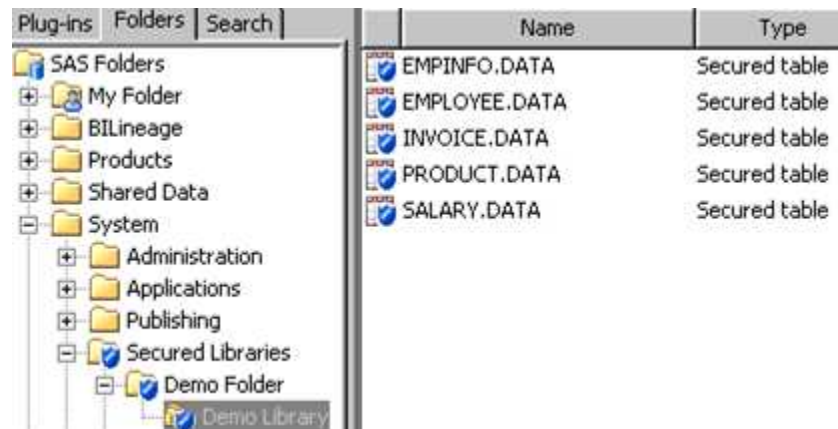 Plug-ins Folders Search
SAS Folders
My Folder
BILineage
Products
Shared Data
System
Administration
Applications
Publishing
Secured Libraries
Demo Folder
Demo Library
Name Type
EMPINFO.DATA Secured table
EMPLOYEE.DATA Secured table
INVOICE.DATA Secured table
PRODUCT.DATA Secured table
SALARY.DATA Secured table